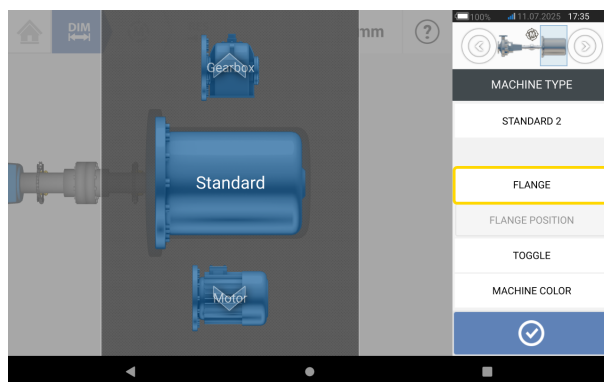 100% 11.07.2025 17:35
DIM
mm
?
Gearbox
Standard
Motor
MACHINE TYPE
STANDARD 2
FLANGE
FLANGE POSITION
TOGGLE
MACHINE COLOR